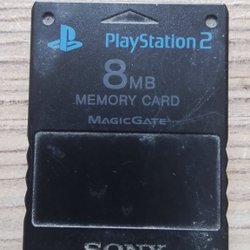 PlayStation 2
8MB
MEMORY CARD
MAGICGATE
SONY